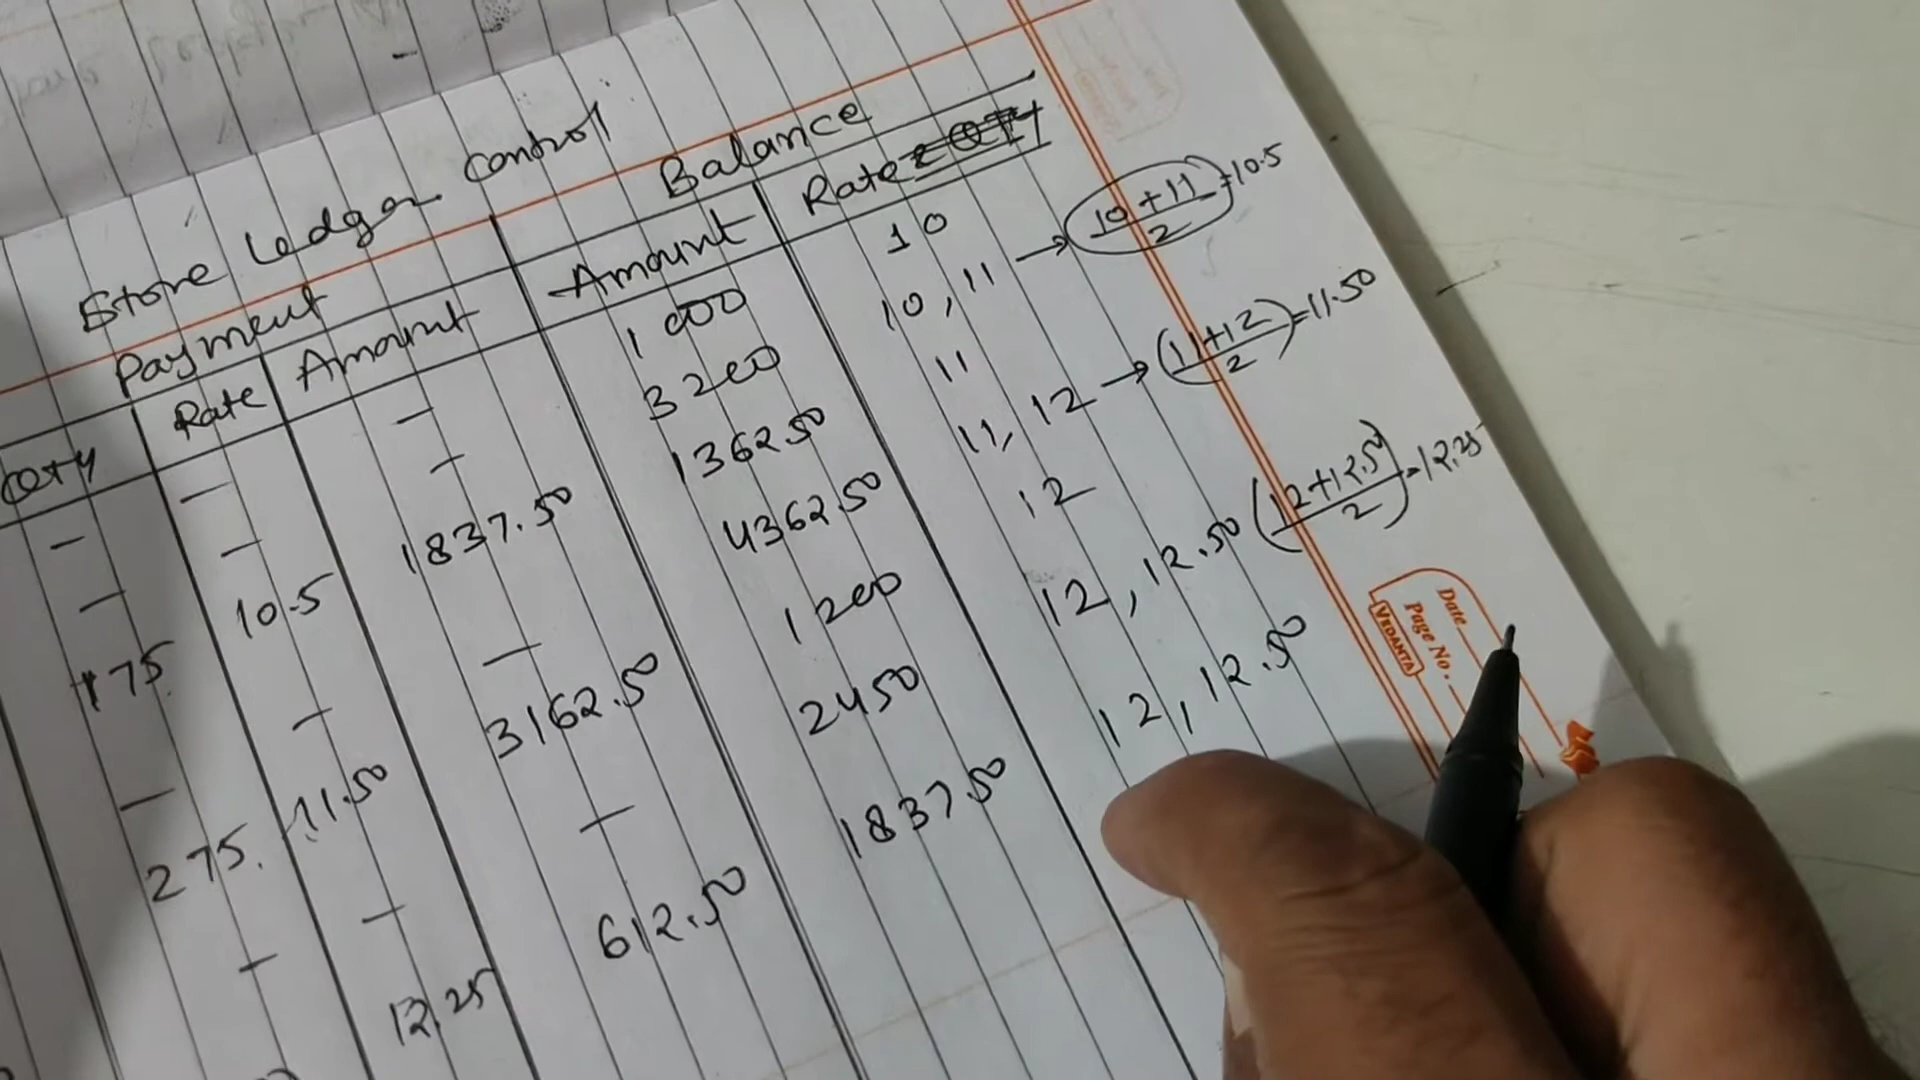 Store Ledger Control
Payment Balance
QTY Rate Amount Amount Rate
- - - 1000 10
- - - 3200 10, 11 → 10+11/2 = 10.5
175 10.5 1837.50 1362.50 11
- - - 4362.50 11, 12 → (11+12/2) = 11.50
275. 11.50 3162.50 1200 12
- - - 2450 12, 12.50 (12+12.50/2) = 12.25
12.25 612.50 1837.50 12, 12.50
Date
Page No.
VEDANTA